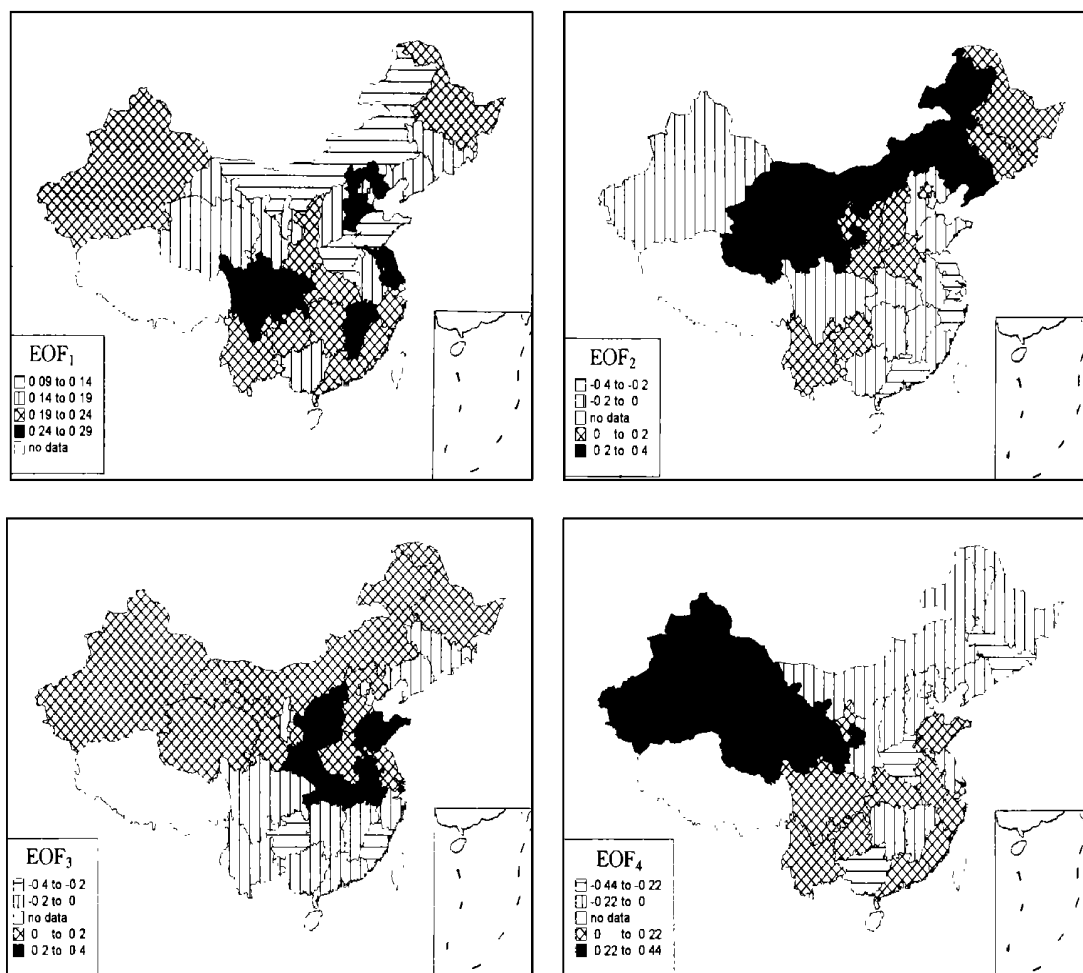 EOF1
0 09 to 0 14
0 14 to 0 19
0 19 to 0 24
0 24 to 0 29
no data
EOF2
-0 4 to -0 2
-0 2 to 0
no data
0 to 0 2
0 2 to 0 4
EOF3
-0 4 to -0 2
-0 2 to 0
no data
0 to 0 2
0 2 to 0 4
EOF4
-0 44 to -0 22
-0 22 to 0
no data
0 to 0 22
0 22 to 0 44